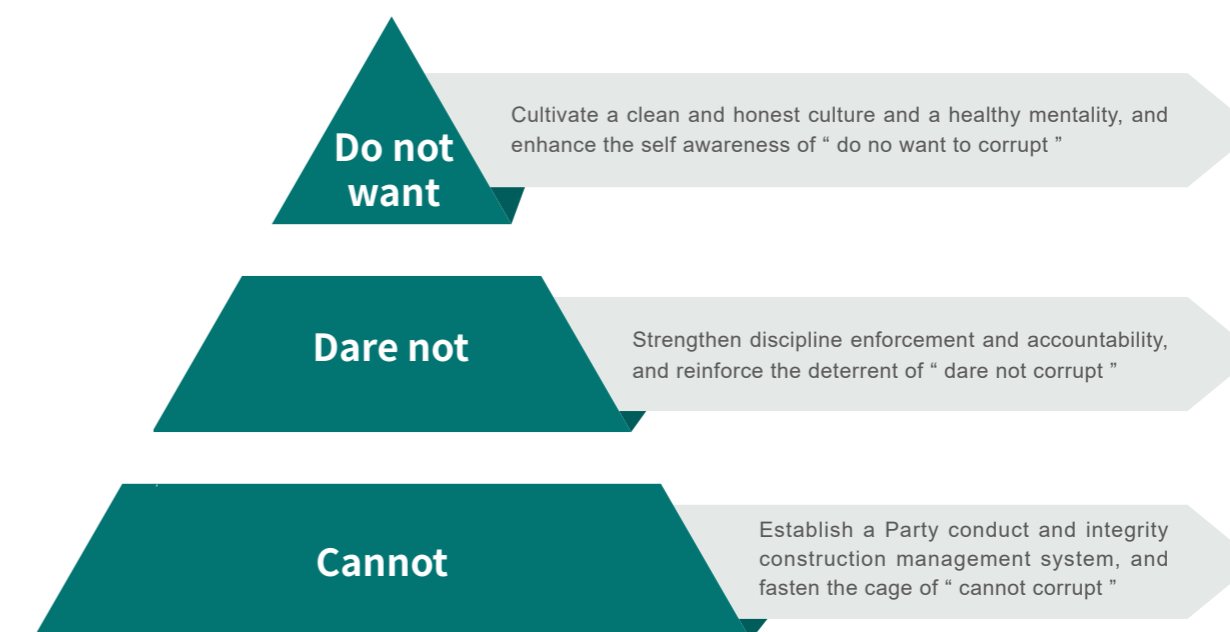 Do not
want
Cultivate a clean and honest culture and a healthy mentality, and
enhance the self awareness of “ do no want to corrupt ”
Dare not
Strengthen discipline enforcement and accountability,
and reinforce the deterrent of “ dare not corrupt ”
Cannot
Establish a Party conduct and integrity
construction management system, and
fasten the cage of “ cannot corrupt ”